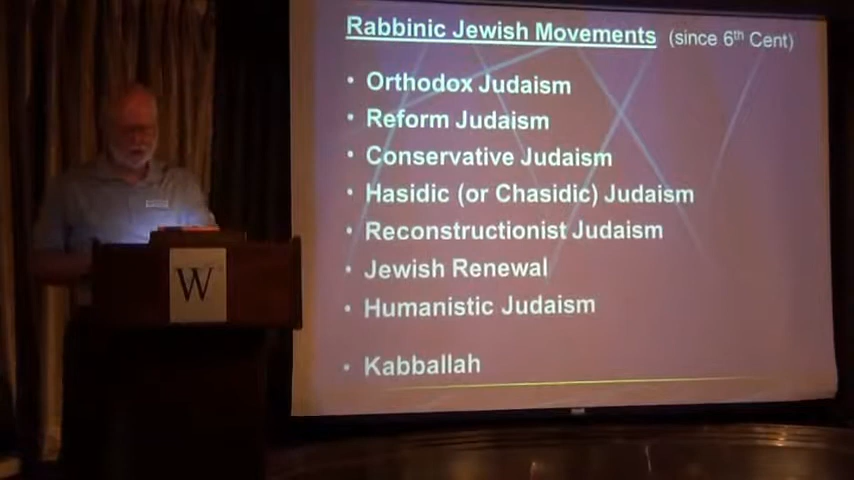 Rabbinic Jewish Movements (since 6th Cent)
• Orthodox Judaism
• Reform Judaism
• Conservative Judaism
• Hasidic (or Chasidic) Judaism
• Reconstructionist Judaism
• Jewish Renewal
• Humanistic Judaism
• Kabballah
W